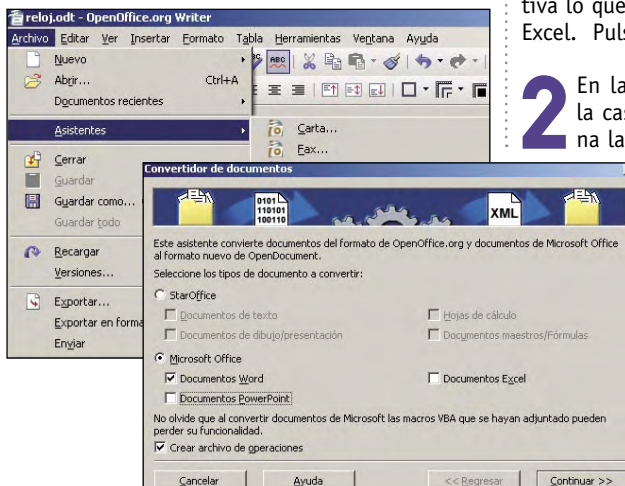 reloj.odt - OpenOffice.org Writer
Archivo Editar Ver Insertar Formato Tabla Herramientas Ventana Ayuda
Nuevo
Abrir... Ctrl+A
Documentos recientes
Asistentes
Carta...
Fax...
Cerrar
Guardar
Guardar como...
Guardar todo
Recargar
Versiones...
Exportar...
Exportar en forma
Enviar
ABC
Convertidor de documentos
0101
110101
100110
XML
Este asistente convierte documentos del formato de OpenOffice.org y documentos de Microsoft Office
al formato nuevo de OpenDocument.
Seleccione los tipos de documento a convertir:
StarOffice
Documentos de texto Hojas de cálculo
Documentos de dibujo/presentación Documentos maestros/Fórmulas
Microsoft Office
Documentos Word Documentos Excel
Documentos PowerPoint
No olvide que al convertir documentos de Microsoft las macros VBA que se hayan adjuntado pueden
perder su funcionalidad.
Crear archivo de operaciones
Cancelar Ayuda << Regresar Continuar >>
tiva lo que
Excel. Puls
2 En la
la cas
na la